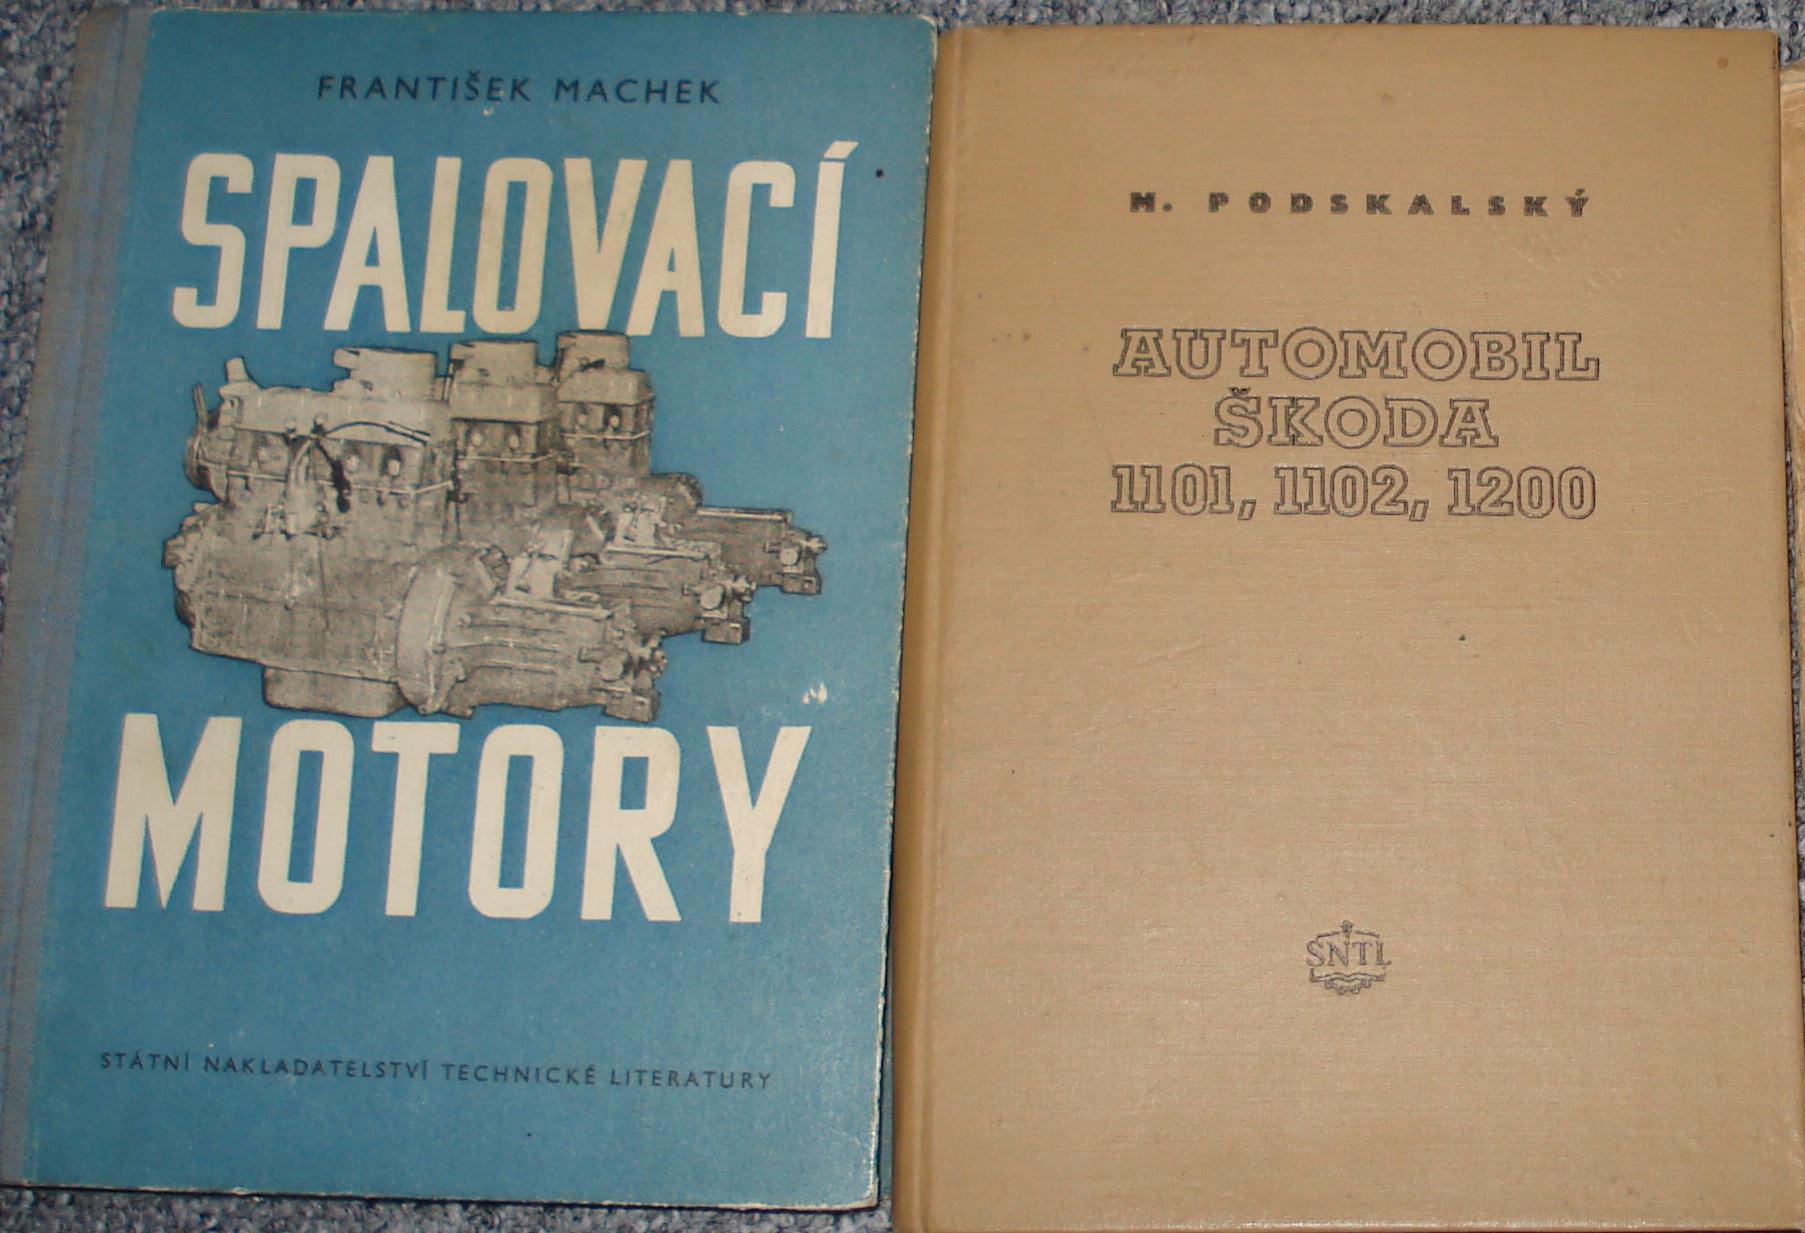 FRANTIŠEK MACHEK
SPALOVACÍ
MOTORY
STÁTNÍ NAKLADATELSTVÍ TECHNICKÉ LITERATURY
M. PODSKALSKÝ
AUTOMOBIL
ŠKODA
1101, 1102, 1200
SNTL